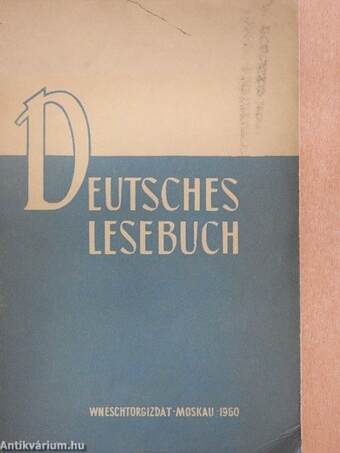 DEUTSCHES
LESEBUCH
WNESCHTORGIZDAT · MOSKAU · 1960
Antikvárium.hu